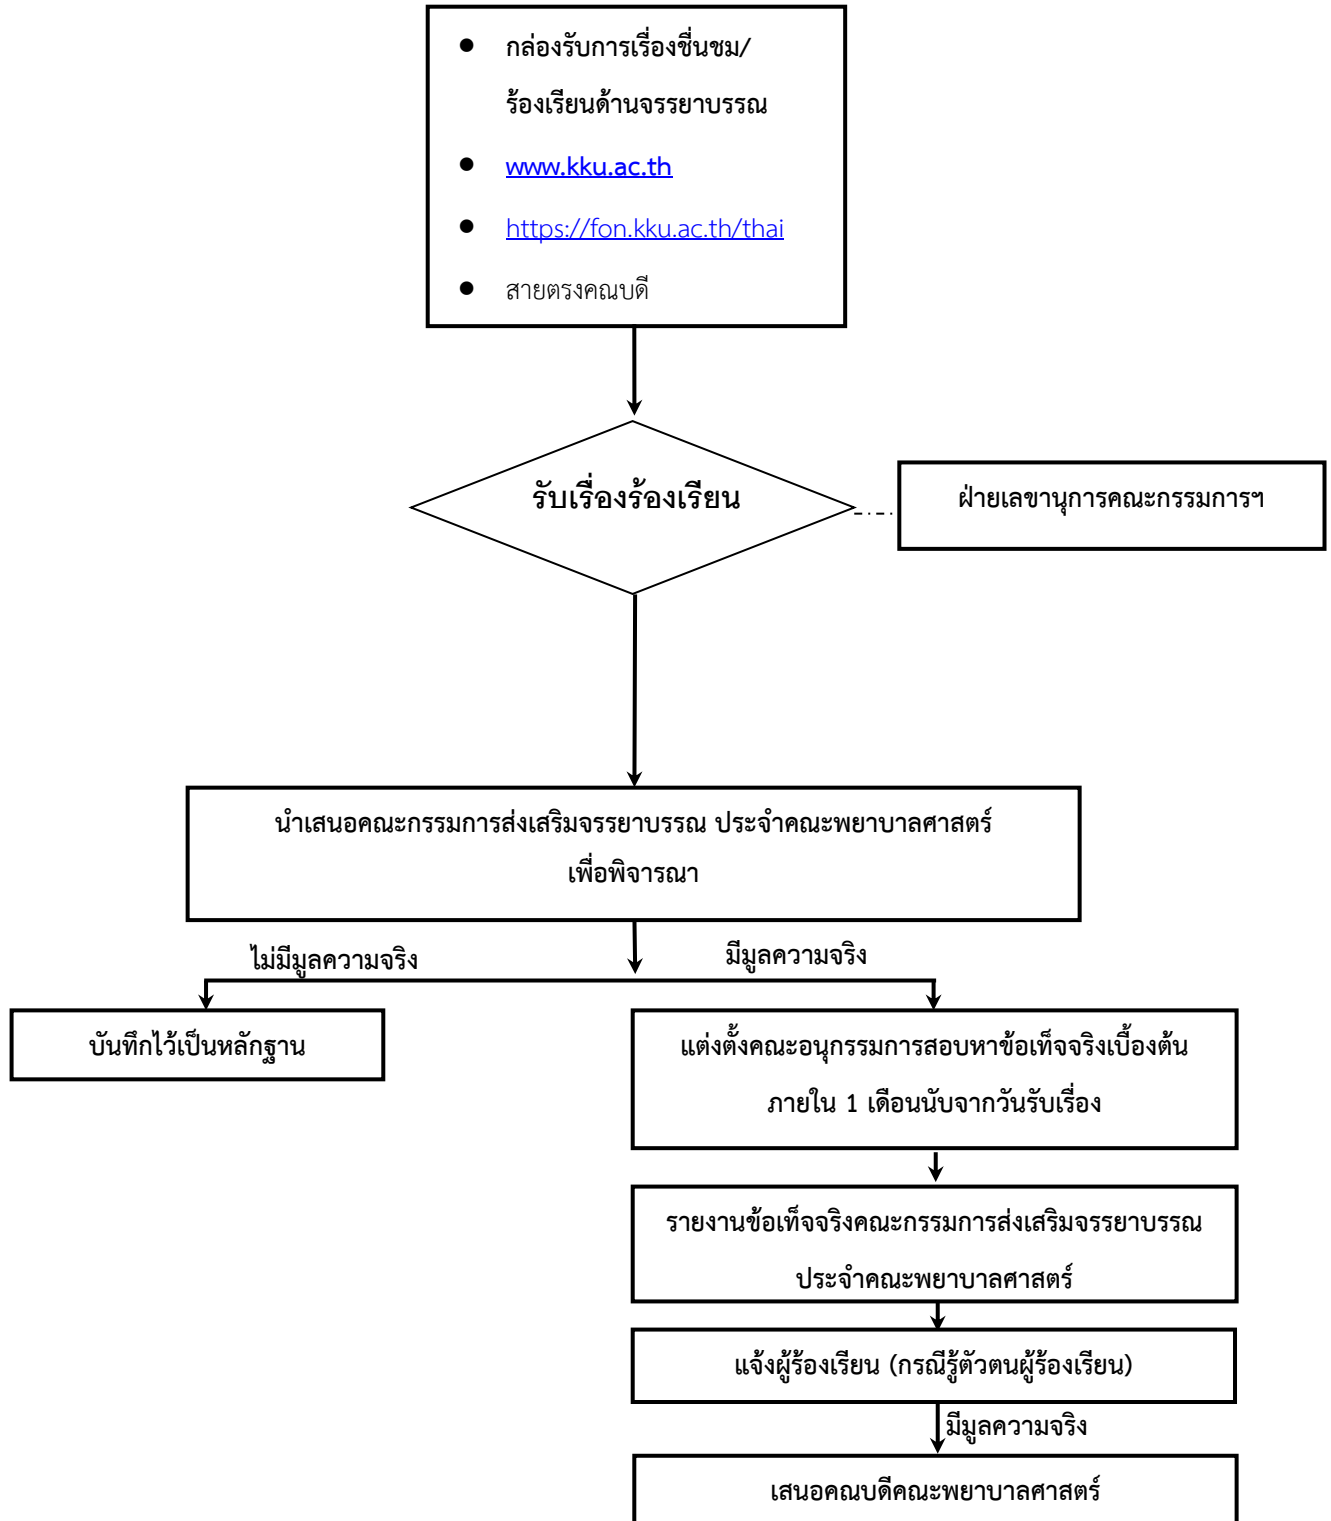 ● กล่องรับการเรื่องชื่นชม/
ร้องเรียนด้านจรรยาบรรณ
● www.kku.ac.th
● https://fon.kku.ac.th/thai
● สายตรงคณบดี
รับเรื่องร้องเรียน
ฝ่ายเลขานุการคณะกรรมการฯ
นำเสนอคณะกรรมการส่งเสริมจรรยาบรรณ ประจำคณะพยาบาลศาสตร์
เพื่อพิจารณา
ไม่มีมูลความจริง
มีมูลความจริง
บันทึกไว้เป็นหลักฐาน
แต่งตั้งคณะอนุกรรมการสอบหาข้อเท็จจริงเบื้องต้น
ภายใน 1 เดือนนับจากวันรับเรื่อง
รายงานข้อเท็จจริงคณะกรรมการส่งเสริมจรรยาบรรณ
ประจำคณะพยาบาลศาสตร์
แจ้งผู้ร้องเรียน (กรณีรู้ตัวตนผู้ร้องเรียน)
มีมูลความจริง
เสนอคณบดีคณะพยาบาลศาสตร์